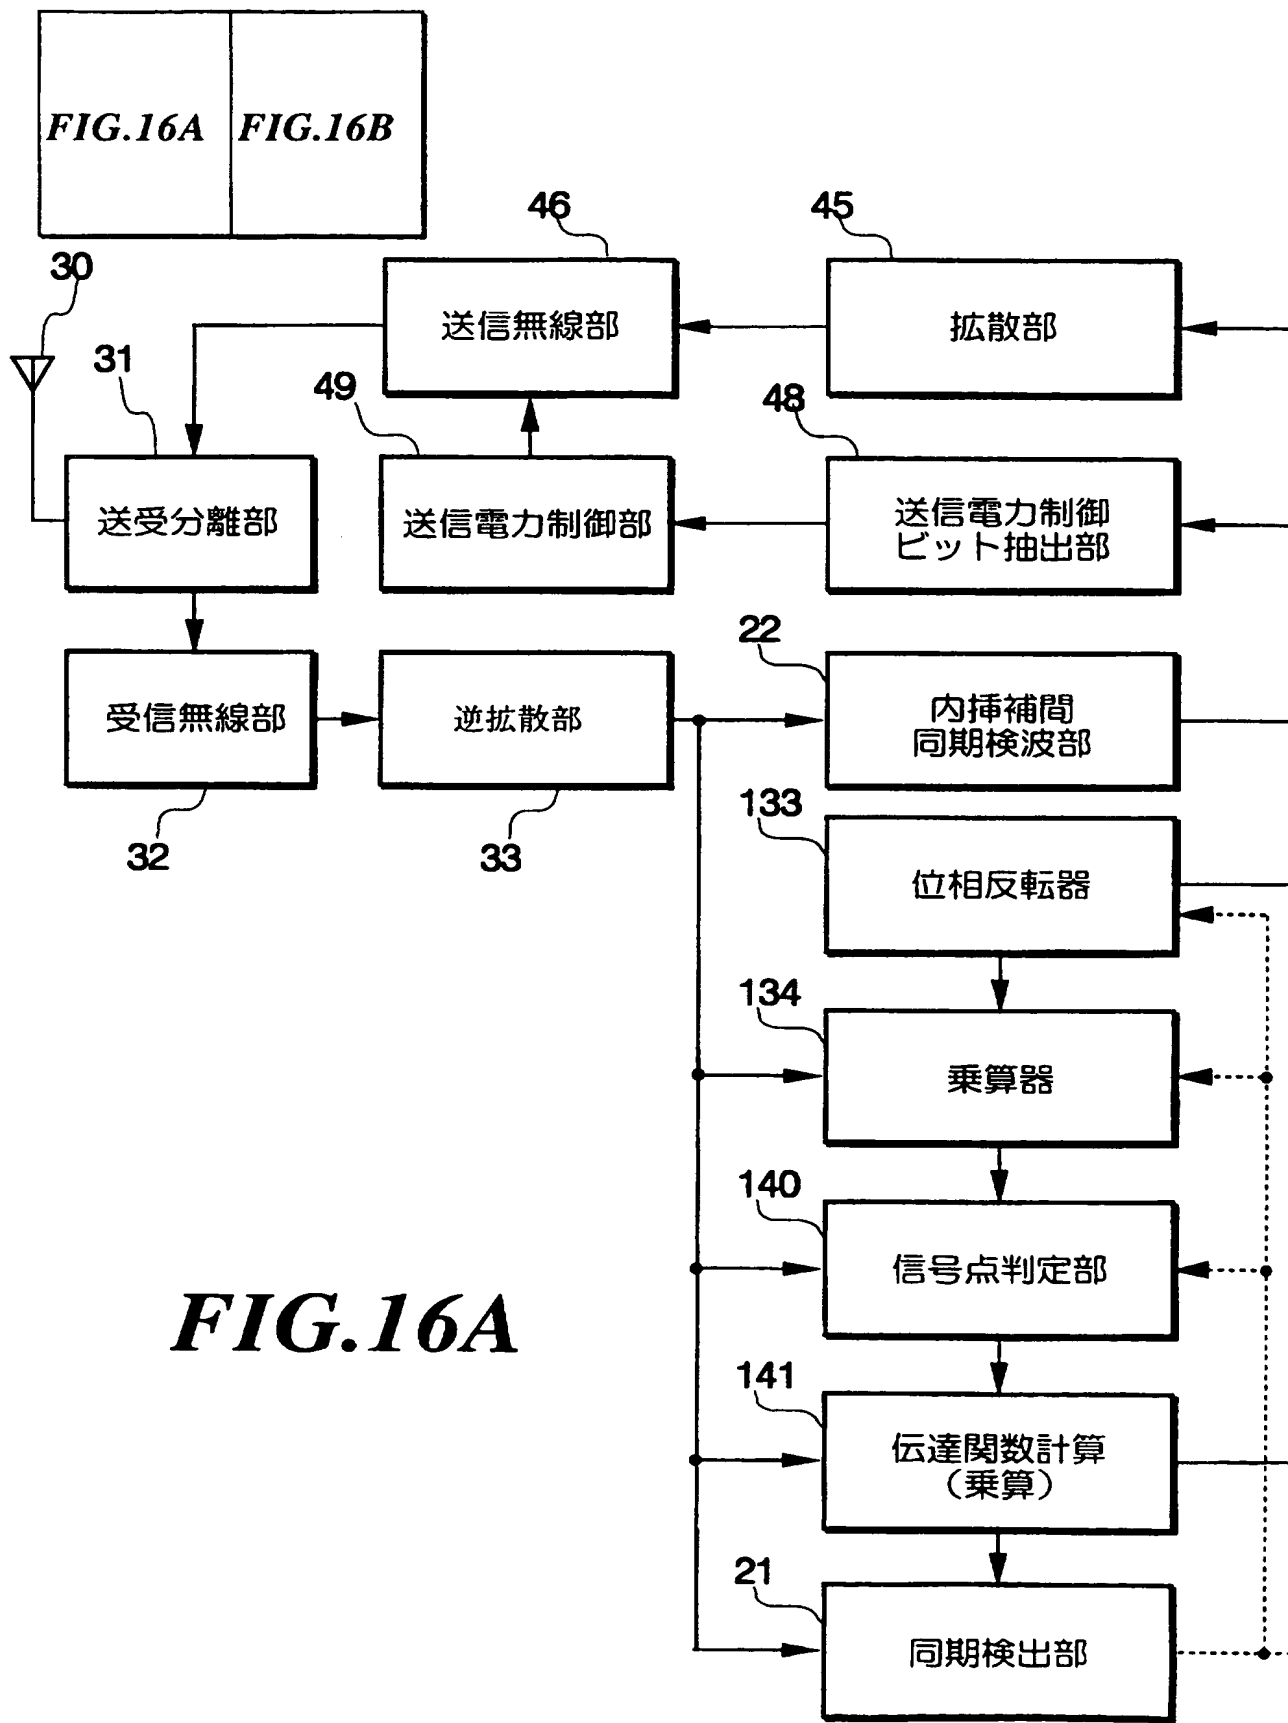 FIG.16A FIG.16B
46
45
送信無線部
拡散部
30
31
49
48
送受分離部
送信電力制御部
送信電力制御
ビット抽出部
22
受信無線部
逆拡散部
内挿補間
同期検波部
32
33
133
位相反転器
134
乗算器
140
信号点判定部
FIG.16A
141
伝達関数計算
(乗算)
21
同期検出部